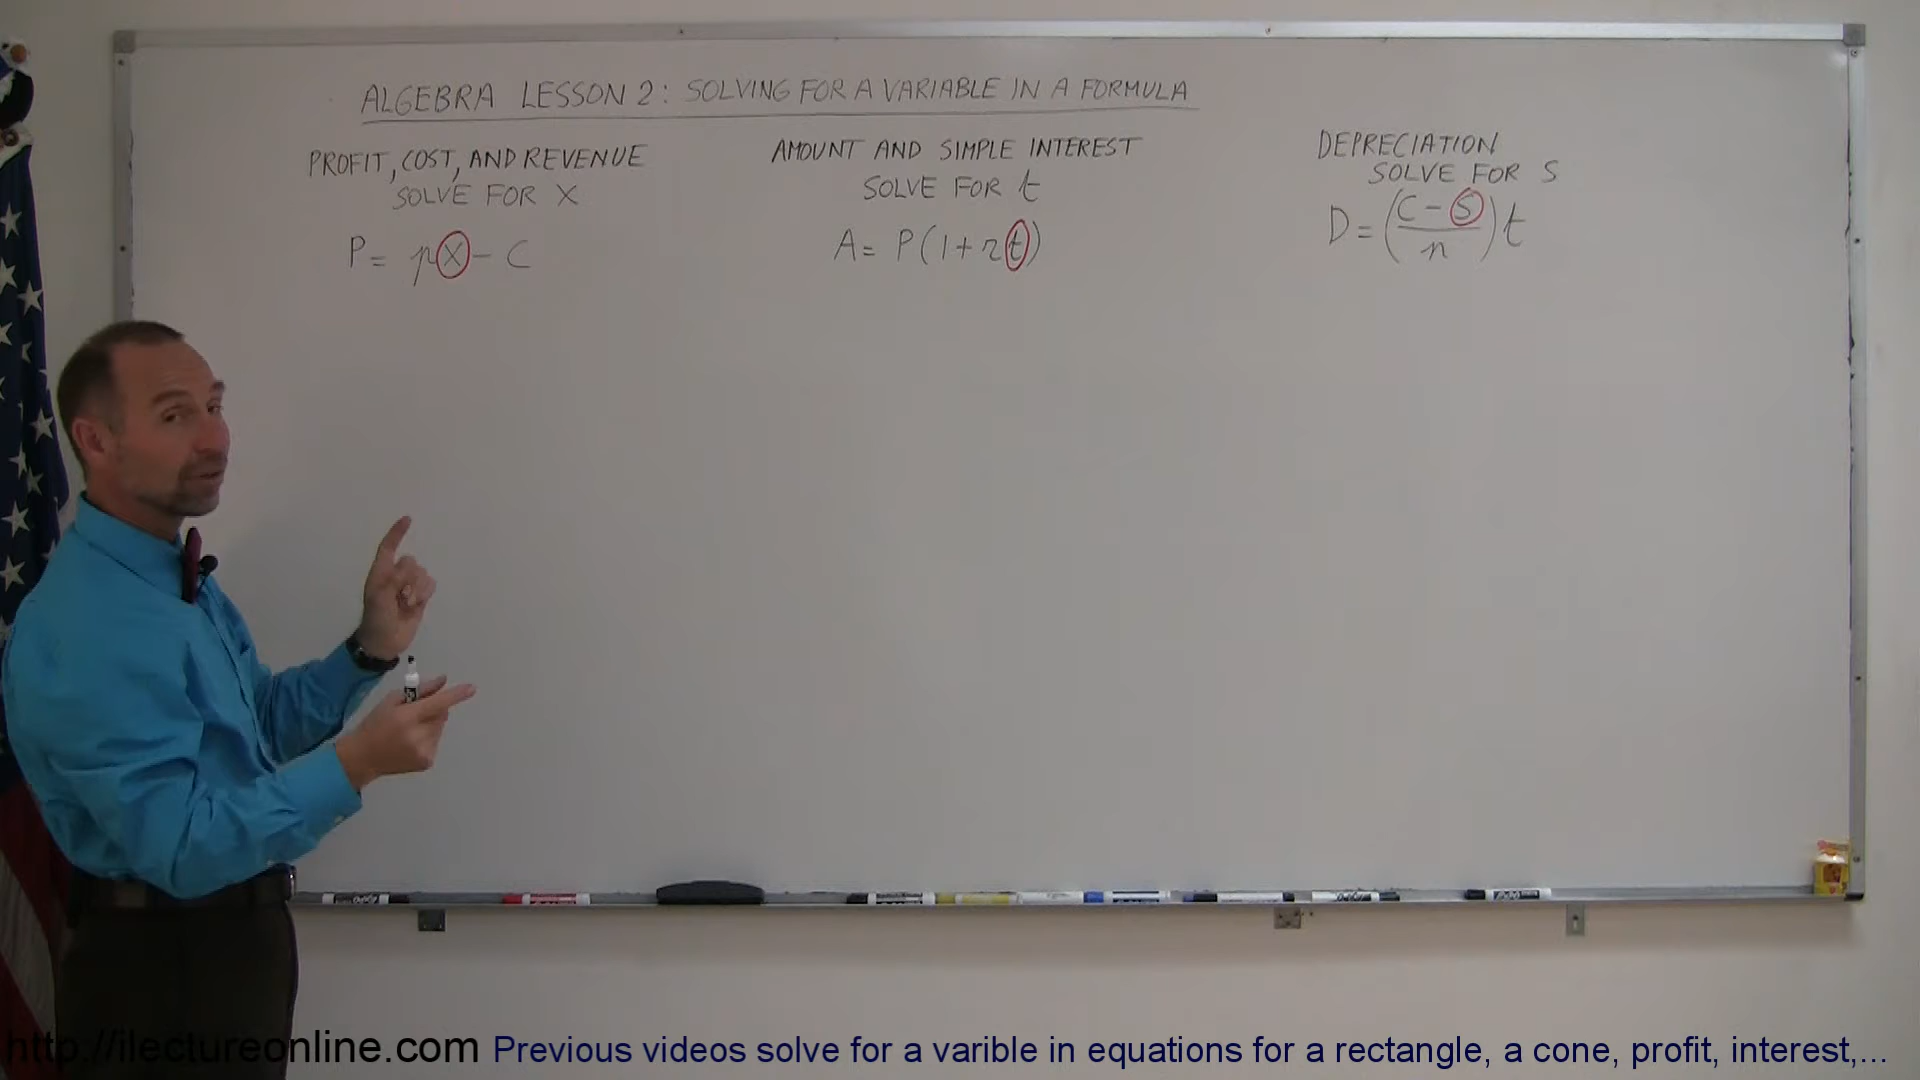 ALGEBRA LESSON 2: SOLVING FOR A VARIABLE IN A FORMULA
PROFIT, COST, AND REVENUE
SOLVE FOR X
P = pX - C
AMOUNT AND SIMPLE INTEREST
SOLVE FOR t
A = P(1 + rt)
DEPRECIATION
SOLVE FOR S
D = (C - S / n) t
http://ilectureonline.com Previous videos solve for a varible in equations for a rectangle, a cone, profit, interest,...